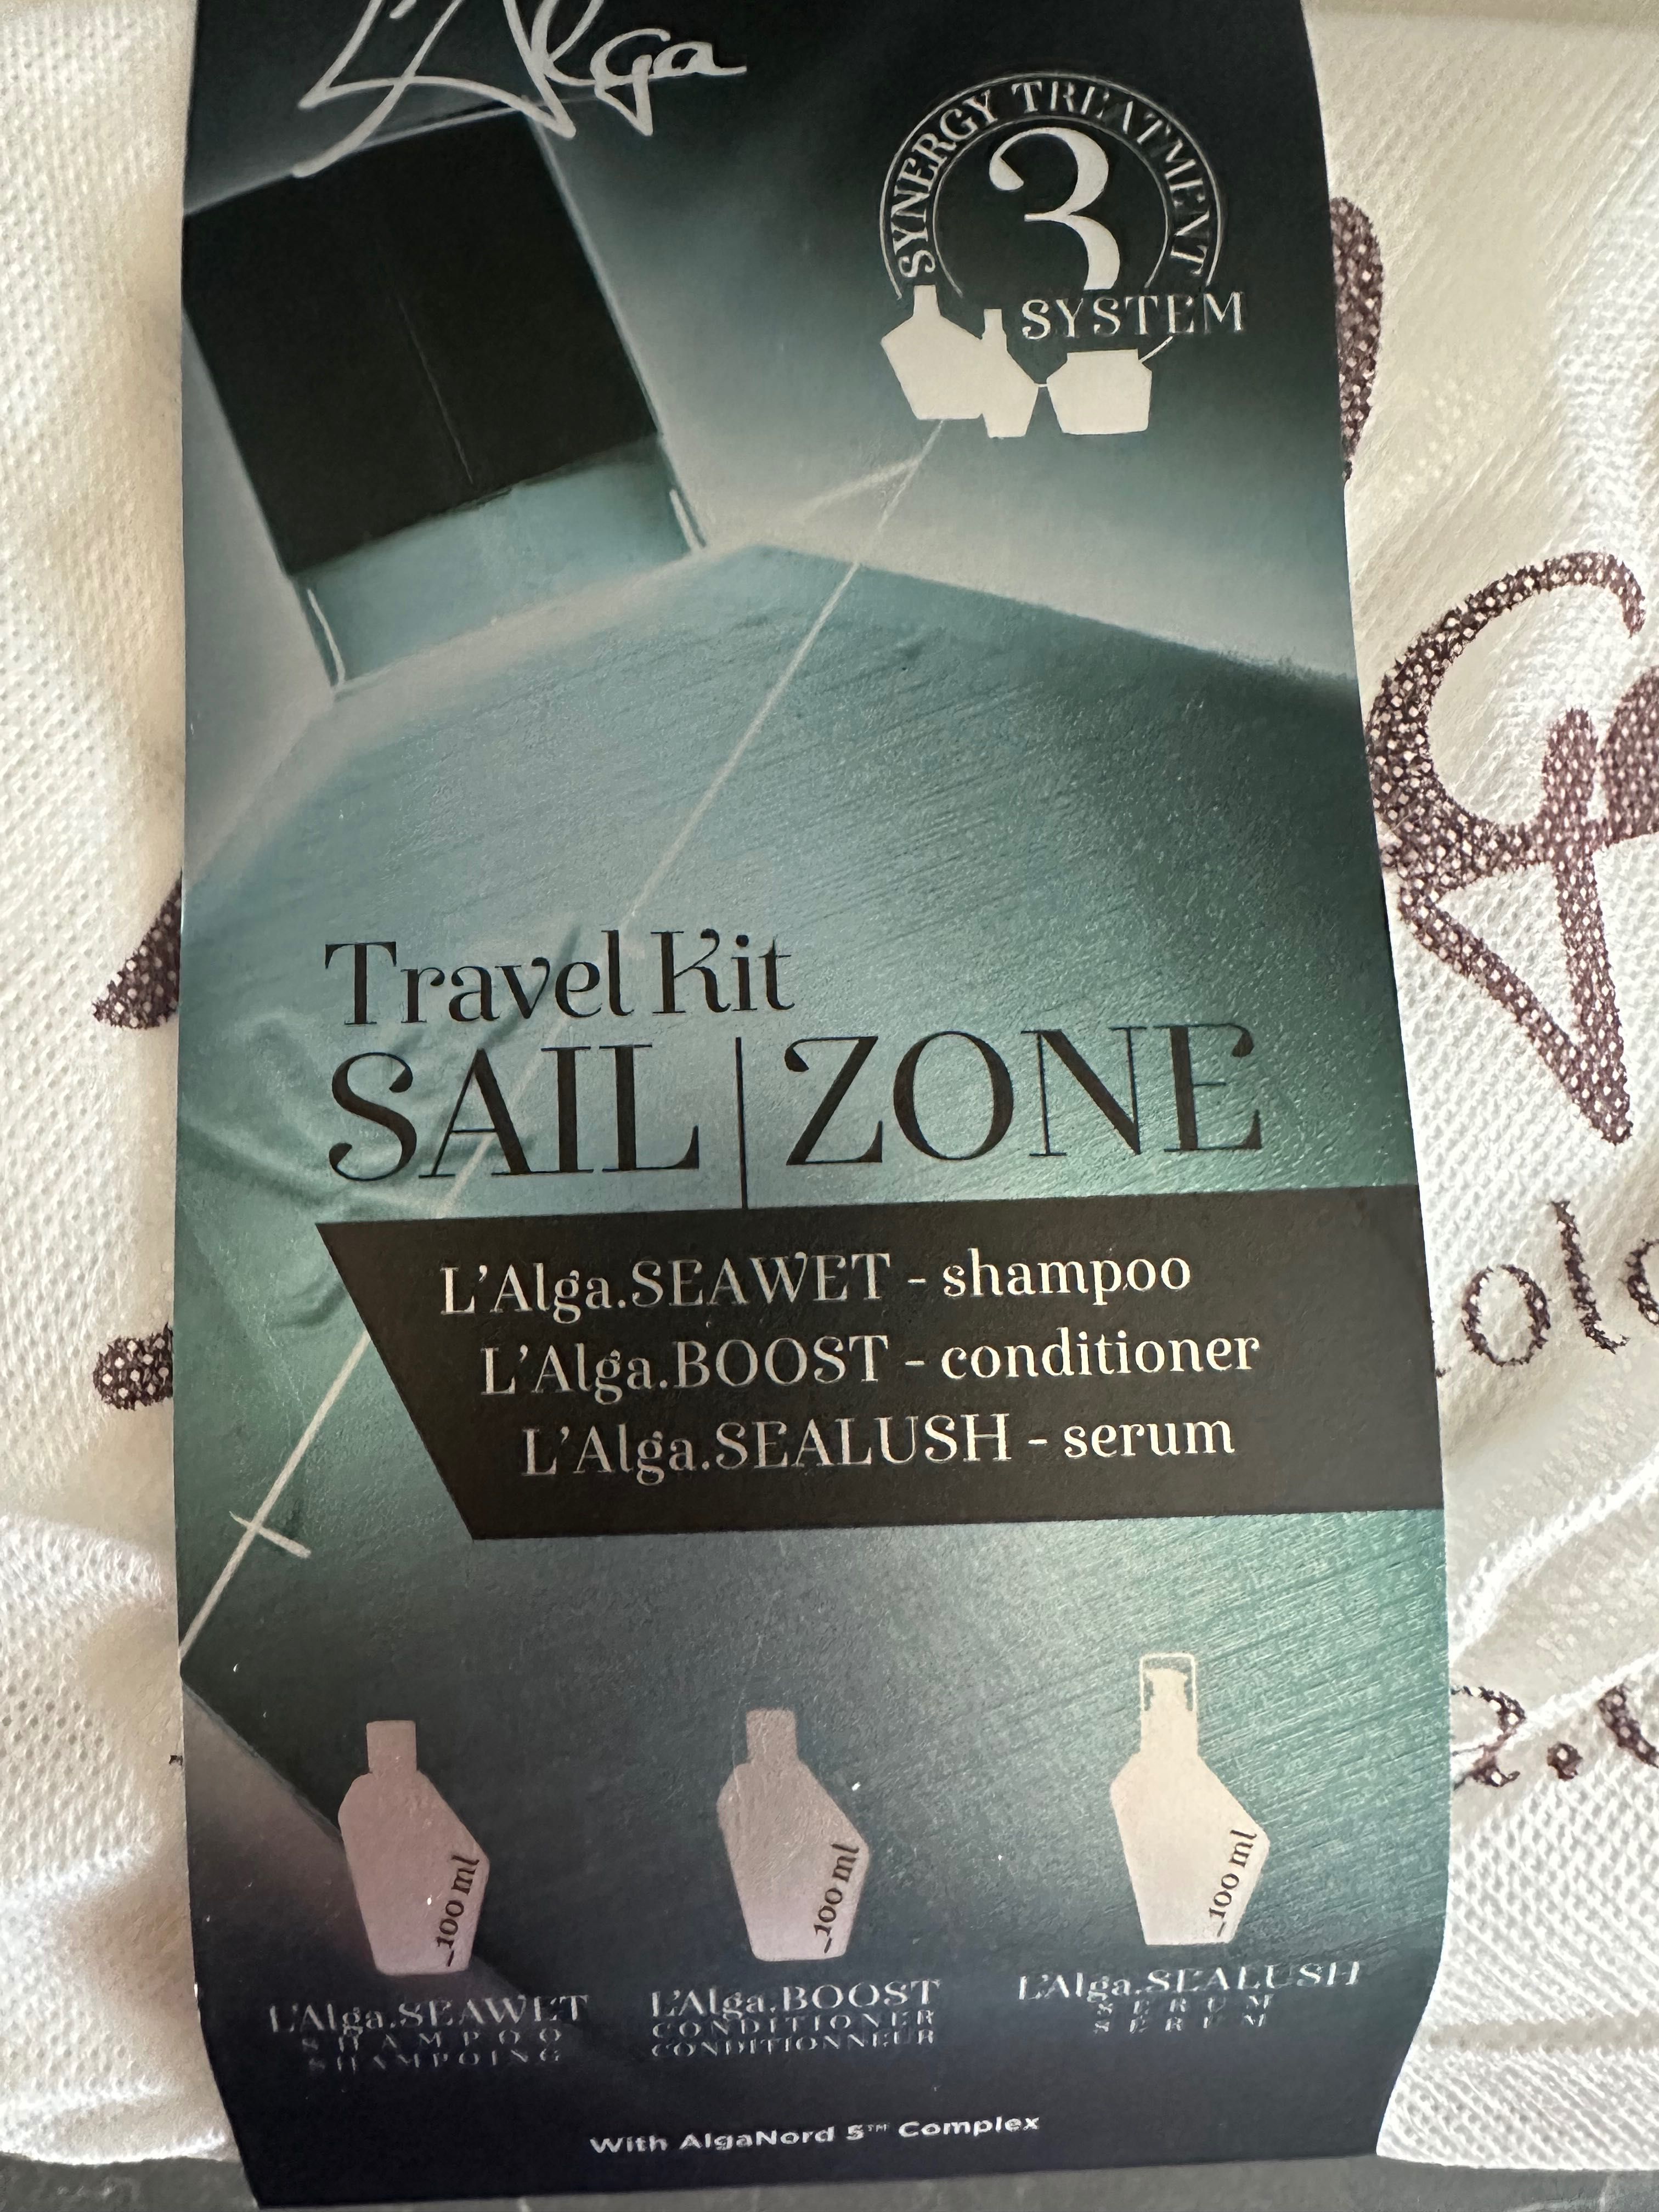 L'Alga
SYNERGY TREATMENT
3
SYSTEM
Travel Kit
SAIL | ZONE
L'Alga.SEAWET - shampoo
L'Alga.BOOST - conditioner
L'Alga.SEALUSH - serum
100 ml
100 ml
100 ml
L'Alga.SEAWET
SHAMPOO
SHAMPOING
L'Alga.BOOST
CONDITIONER
CONDITIONNEUR
L'Alga.SEALUSH
SERUM
SÉRUM
With AlgaNord 5™ Complex